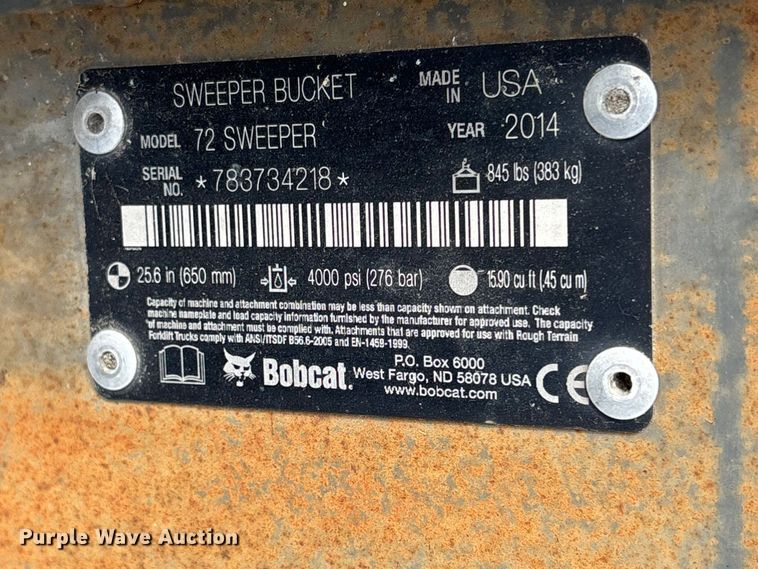 SWEEPER BUCKET MADE IN USA
MODEL 72 SWEEPER YEAR 2014
SERIAL NO. *783734218* 845 lbs (383 kg)
25.6 in (650 mm) 4000 psi (276 bar) 15.90 cu ft (.45 cu m)
Capacity of machine and attachment combination may be less than capacity shown on attachment. Check
machine nameplate and lead capacity information furnished by the manufacturer for approved use. The capacity
of machine and attachment must be complied with. Attachments that are approved for use with Rough Terrain
Forklift Trucks comply with ANSI/ITSDF B56.6-2005 and EN-1459-1999.
Bobcat.
P.O. Box 6000
West Fargo, ND 58078 USA
www.bobcat.com
CE
Purple Wave Auction